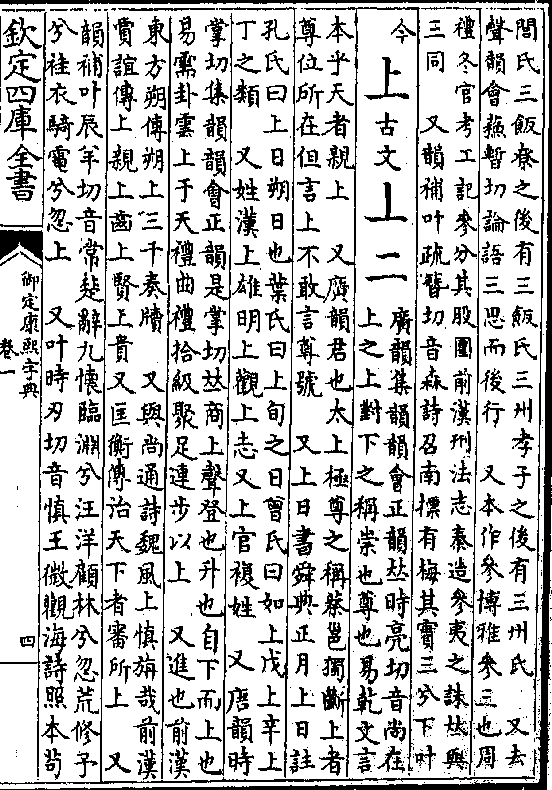 閭氏三飯尞之後有三飯氏三州孝子之後有三州氏 又去
聲韻會蘓暫切論語三思而後行 又本作參博雅參三也周
禮冬官考工記參分其股圍前漢刑法志秦造參夷之誅𠀤與
三同 又韻補叶疏簪切音森詩召南摽有梅其實三兮下叶
今
上 古文 丄 二
廣韻集韻韻會正韻𠀤時亮切音尚在
上之上對下之稱崇也尊也易乾文言
本乎天者親上 又廣韻君也太上極尊之稱蔡邕獨斷上者
尊位所在但言上不敢言尊號 又上日書舜典正月上日註
孔氏曰上日朔日也葉氏曰上旬之日曾氏曰如上戊上辛上
丁之類 又姓漢上雄明上觀上志又上官複姓 又唐韻時
掌切集韻韻會正韻是掌切𠀤商上聲登也升也自下而上也
易需卦雲上于天禮曲禮拾級聚足連步以上 又進也前漢
東方朔傳朔上三千奏牘 又與尚通詩魏風上慎旃哉前漢
賈誼傳上親上齒上賢上貴又匡衡傳治天下者審所上 又
韻補叶辰羊切音常楚辭九懷臨淵兮汪洋顧林兮忽荒修予
兮袿衣騎電兮忽上 又叶時刃切音慎王微觀海詩照本苟
欽定四庫全書
御定康熙字典
卷一
四